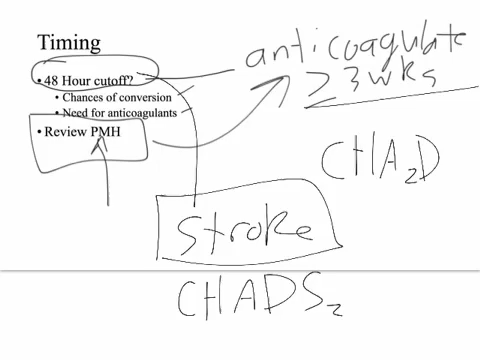 Timing
• 48 Hour cutoff?
• Chances of conversion
• Need for anticoagulants
• Review PMH
anticoagulate
≥ 3 wks
CHA₂D
Stroke
CHADS₂